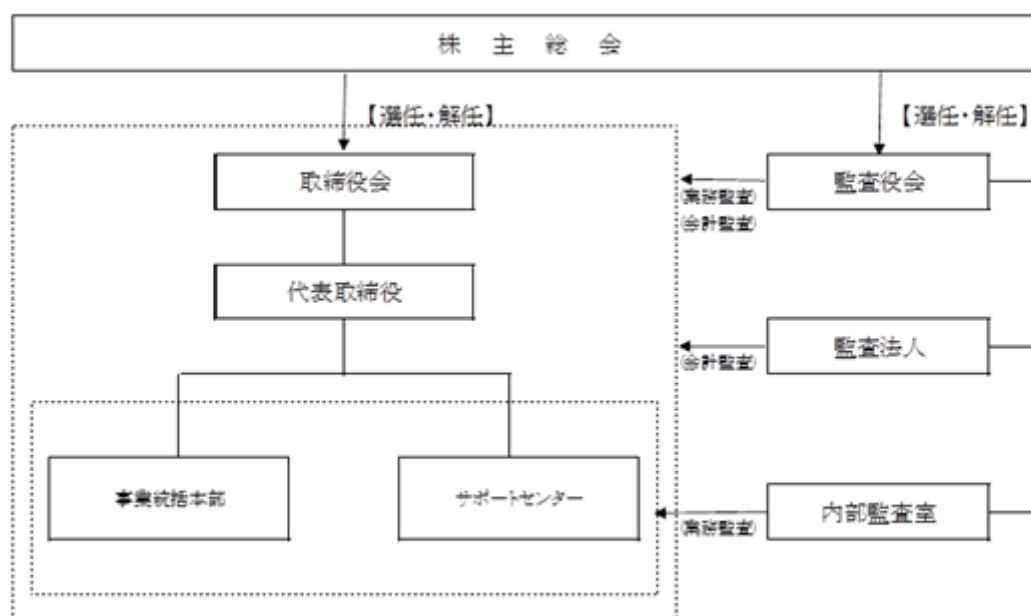 株 主 総 会
【選任・解任】
【選任・解任】
取締役会
監査役会
(業務監査)
(会計監査)
代表取締役
監査法人
(会計監査)
事業統括本部
サポートセンター
内部監査室
(業務監査)